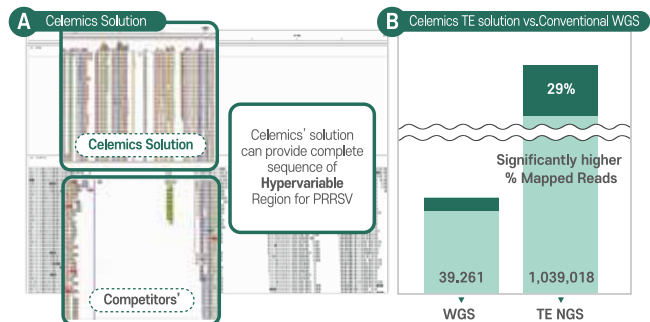 A Celemics Solution
Celemics Solution
Competitors'
Celemics' solution
can provide complete
sequence of
Hypervariable
Region for PRRSV
B Celemics TE solution vs.Conventional WGS
29%
Significantly higher
% Mapped Reads
39.261
1,039,018
WGS
TE NGS